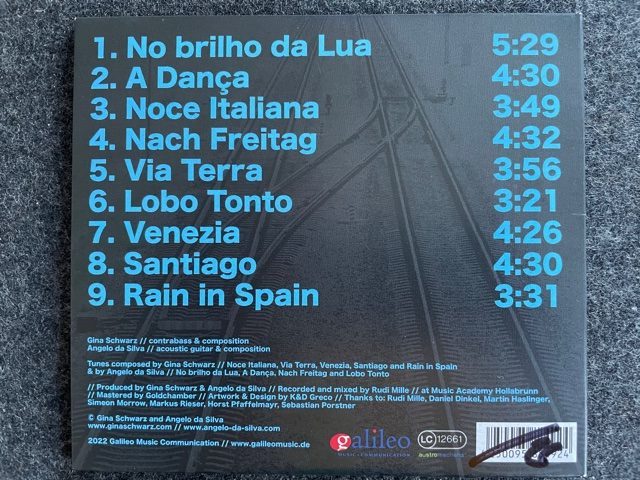 1. No brilho da Lua 5:29
2. A Dança 4:30
3. Noce Italiana 3:49
4. Nach Freitag 4:32
5. Via Terra 3:56
6. Lobo Tonto 3:21
7. Venezia 4:26
8. Santiago 4:30
9. Rain in Spain 3:31
Gina Schwarz // contrabass & composition
Angelo da Silva // acoustic guitar & composition
Tunes composed by Gina Schwarz // Noce Italiana, Via Terra, Venezia, Santiago and Rain in Spain
& by Angelo da Silva // No brilho da Lua, A Dança, Nach Freitag and Lobo Tonto
// Produced by Gina Schwarz & Angelo da Silva // Recorded and mixed by Rudi Mille // at Music Academy Hollabrunn
// Mastered by Goldchamber // Artwork & Design by K&D Greco // Thanks to: Rudi Mille, Daniel Dinkel, Martin Haslinger,
Simeon Morrow, Markus Rieser, Horst Pfaffelmayr, Sebastian Porstner
© Gina Schwarz and Angelo da Silva
www.ginaschwarz.com // www.angelo-da-silva.com
2022 Galileo Music Communication // www.galileomusic.de
galileo
MUSIC COMMUNICATION
LC 12661
austromechana